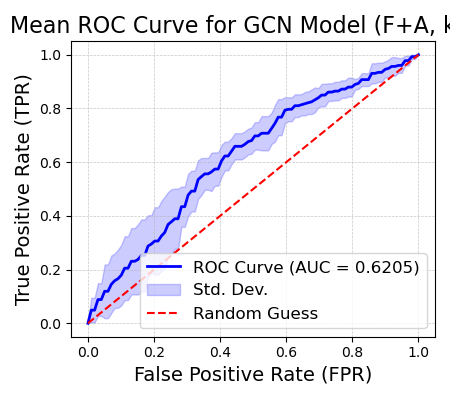 Mean ROC Curve for GCN Model (F+A, k
True Positive Rate (TPR)
1.0
0.8
0.6
0.4
0.2
0.0
ROC Curve (AUC = 0.6205)
Std. Dev.
Random Guess
0.0 0.2 0.4 0.6 0.8 1.0
False Positive Rate (FPR)